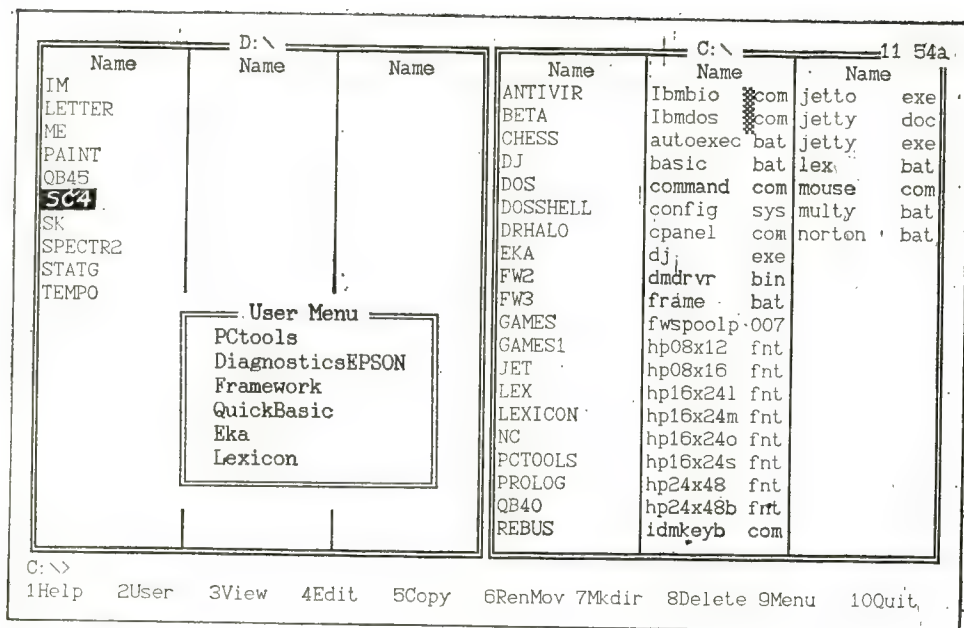 D:\
Name Name Name
IM
LETTER
ME
PAINT
QB45
SC4
SK
SPECTR2
STATG
TEMPO
User Menu
PCtools
DiagnosticsEPSON
Framework
QuickBasic
Eka
Lexicon
C:\ 11 54a
Name Name Name
ANTIVIR Ibmbio com jetto exe
BETA Ibmdos com jetty doc
CHESS autoexec bat jetty exe
DJ basic bat lex bat
DOS command com mouse com
DOSSHELL config sys multy bat
DRHALO cpanel com norton bat
EKA dj exe
FW2 dmdrvr bin
FW3 frame bat
GAMES fwspoolp 007
GAMES1 hp08x12 fnt
JET hp08x16 fnt
LEX hp16x24l fnt
LEXICON hp16x24m fnt
NC hp16x24o fnt
PCTOOLS hp16x24s fnt
PROLOG hp24x48 fnt
QB40 hp24x48b fnt
REBUS idmkeyb com
C:\>
1Help 2User 3View 4Edit 5Copy 6RenMov 7Mkdir 8Delete 9Menu 10Quit